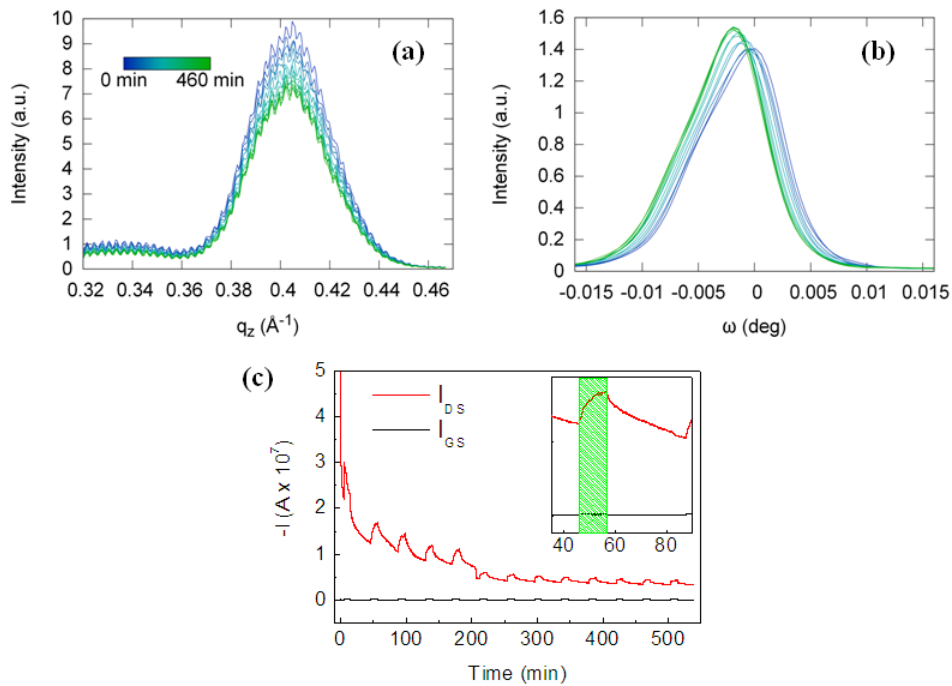 (a)
Intensity (a.u.)
10
9
8
7
6
5
4
3
2
1
0
0 min 460 min
0.32 0.34 0.36 0.38 0.4 0.42 0.44 0.46
q_z (Å⁻¹)
(b)
Intensity (a.u.)
1.6
1.4
1.2
1
0.8
0.6
0.4
0.2
0
-0.015 -0.01 -0.005 0 0.005 0.01 0.015
ω (deg)
(c)
-I (A x 10⁷)
5
4
3
2
1
0
I_DS
I_GS
40 60 80
0 100 200 300 400 500
Time (min)